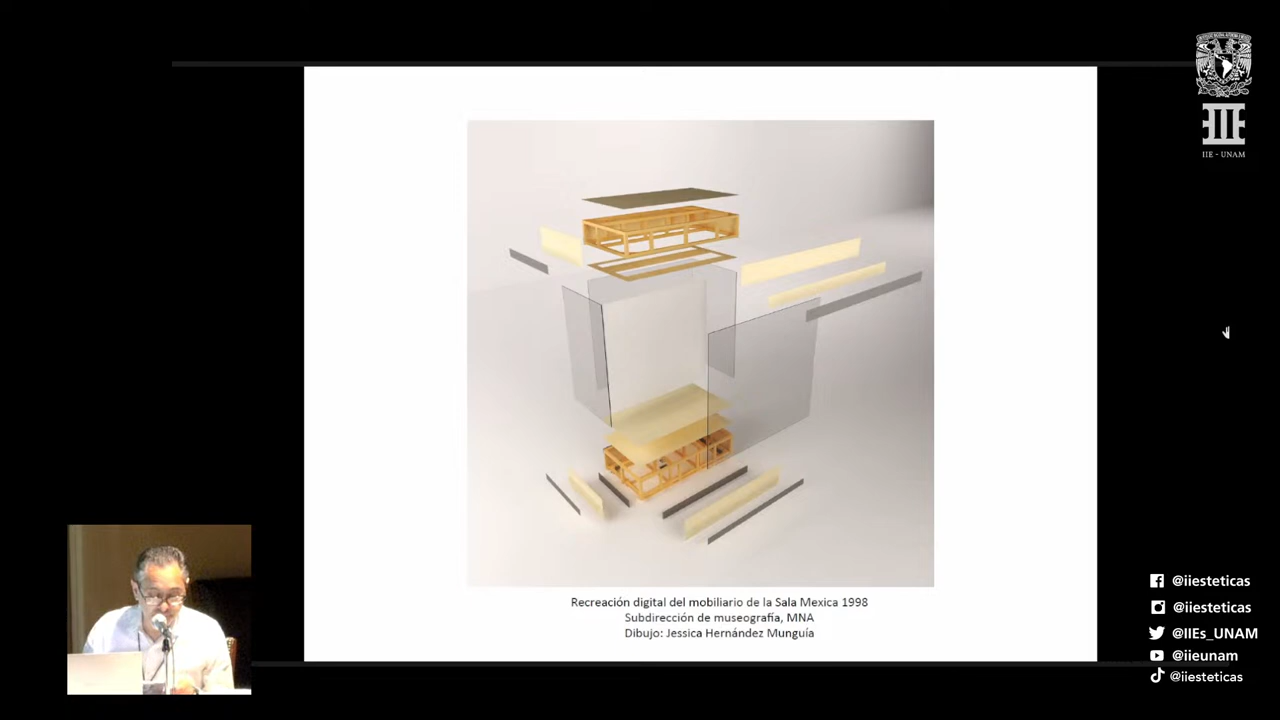 IIE - UNAM
Recreación digital del mobiliario de la Sala Mexica 1998
Subdirección de museografía, MNA
Dibujo: Jessica Hernández Munguía
@iiesteticas
@iiesteticas
@IIEs_UNAM
@iieunam
@iiesteticas